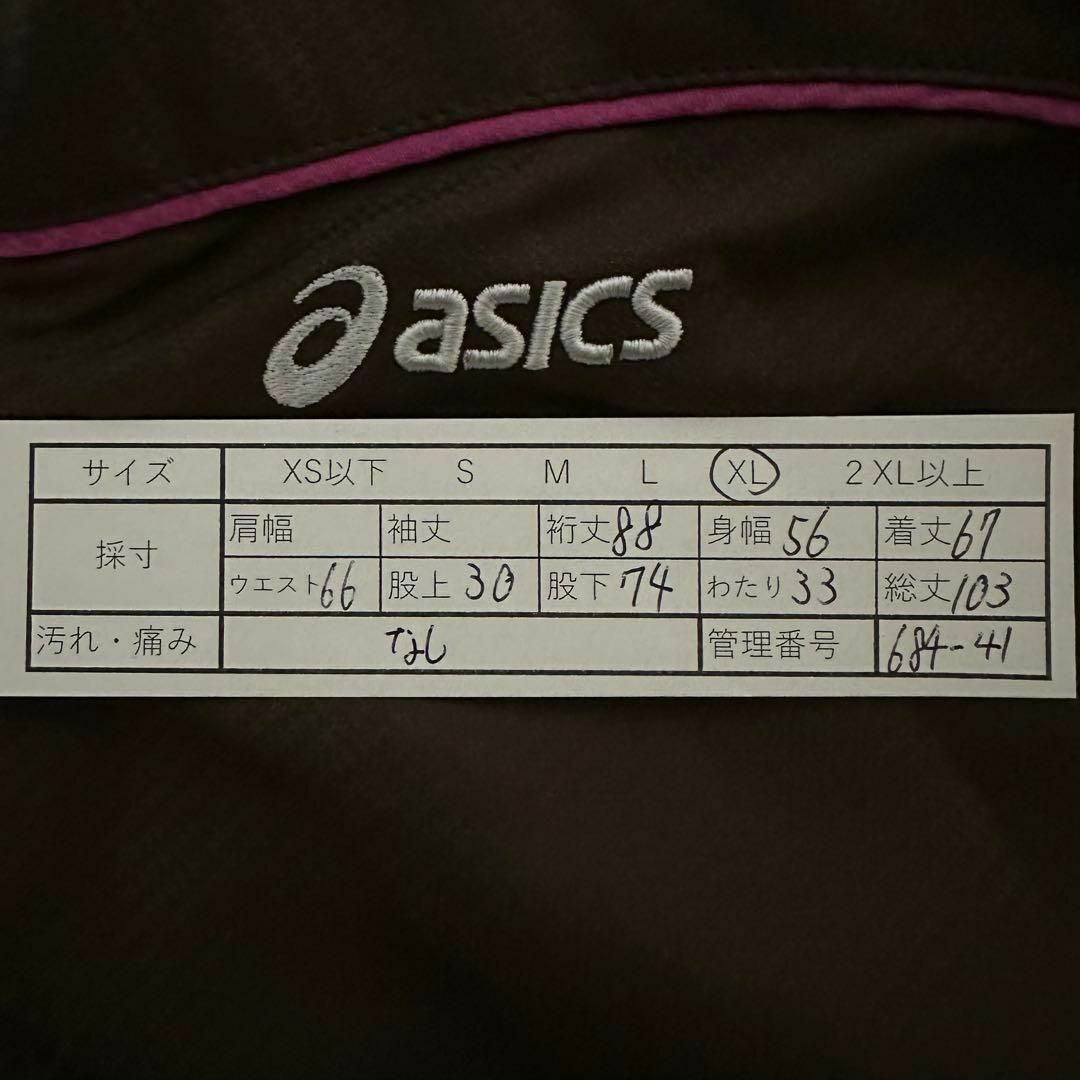 asics
サイズ XS以下 S M L XL 2XL以上
採寸 肩幅 袖丈 裄丈88 身幅56 着丈67
ウエスト66 股上30 股下74 わたり33 総丈103
汚れ・痛み なし 管理番号 684-41